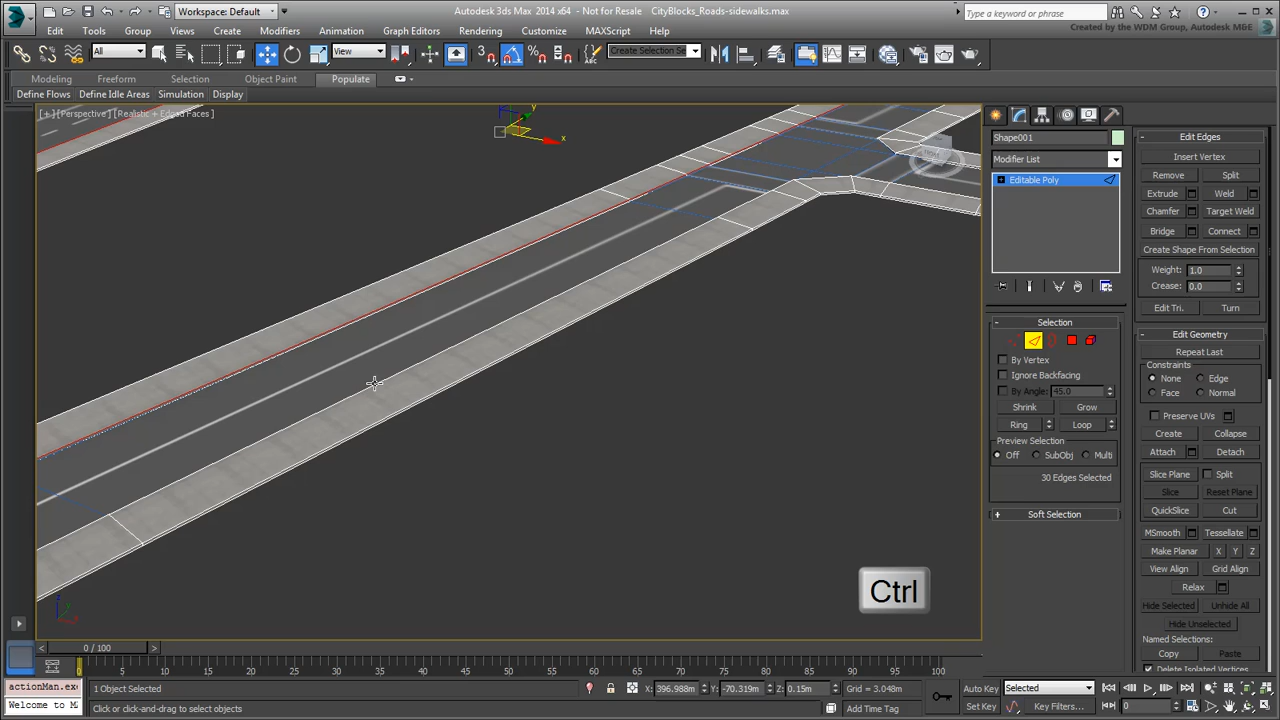 Workspace: Default
Autodesk 3ds Max 2014 x64 - Not for Resale CityBlocks_Roads-sidewalks.max
Type a keyword or phrase
Created by the WDM Group, Autodesk M&E
Edit Tools Group Views Create Modifiers Animation Graph Editors Rendering Customize MAXScript Help
All View Create Selection Se
Modeling Freeform Selection Object Paint Populate
Define Flows Define Idle Areas Simulation Display
[+] [Perspective] [Realistic + Edged Faces]
y
x
Shape001
Modifier List
Editable Poly
Selection
By Vertex
Ignore Backfacing
By Angle: 45.0
Shrink Grow
Ring Loop
Preview Selection
Off SubObj Multi
30 Edges Selected
+ Soft Selection
- Edit Edges
Insert Vertex
Remove Split
Extrude Weld
Chamfer Target Weld
Bridge Connect
Create Shape From Selection
Weight: 1.0
Crease: 0.0
Edit Tri. Turn
- Edit Geometry
Repeat Last
Constraints
None Edge
Face Normal
Preserve UVs
Create Collapse
Attach Detach
Slice Plane Split
Slice Reset Plane
QuickSlice Cut
MSmooth Tessellate
Make Planar X Y Z
View Align Grid Align
Relax
Hide Selected Unhide All
Hide Unselected
Named Selections:
Copy Paste
Delete Isolated Vertices
Ctrl
0 / 100
0 5 10 15 20 25 30 35 40 45 50 55 60 65 70 75 80 85 90 95 100
actionMan.exe
Welcome to M
1 Object Selected
Click or click-and-drag to select objects
X: 396.988m Y: -70.319m Z: 0.15m Grid = 3.048m
Add Time Tag
Auto Key Selected
Set Key Key Filters... 0